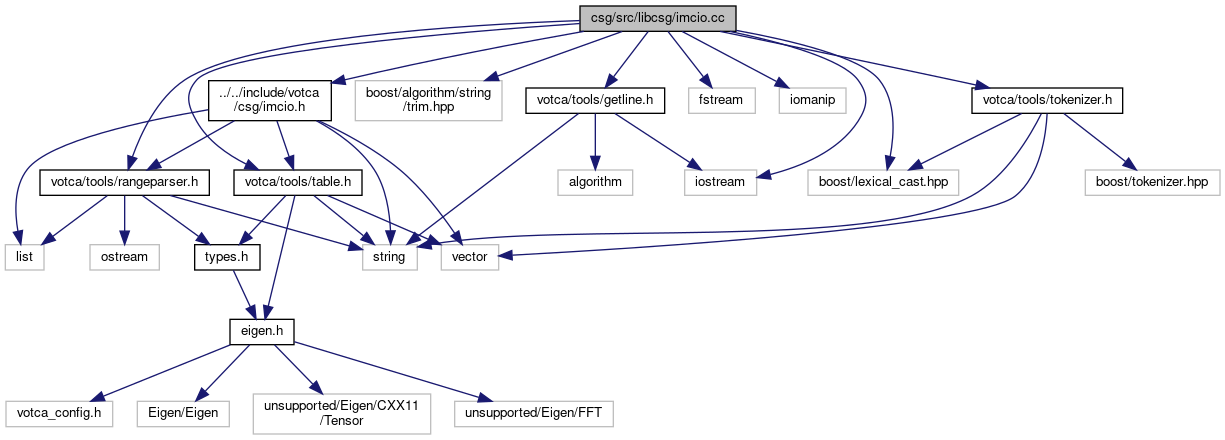 csg/src/libcsg/imcio.cc
../../include/votca
/csg/imcio.h
boost/algorithm/string
/trim.hpp
votca/tools/getline.h
fstream
iomanip
votca/tools/tokenizer.h
votca/tools/rangeparser.h
votca/tools/table.h
algorithm
iostream
boost/lexical_cast.hpp
boost/tokenizer.hpp
list
ostream
types.h
string
vector
eigen.h
votca_config.h
Eigen/Eigen
unsupported/Eigen/CXX11
/Tensor
unsupported/Eigen/FFT